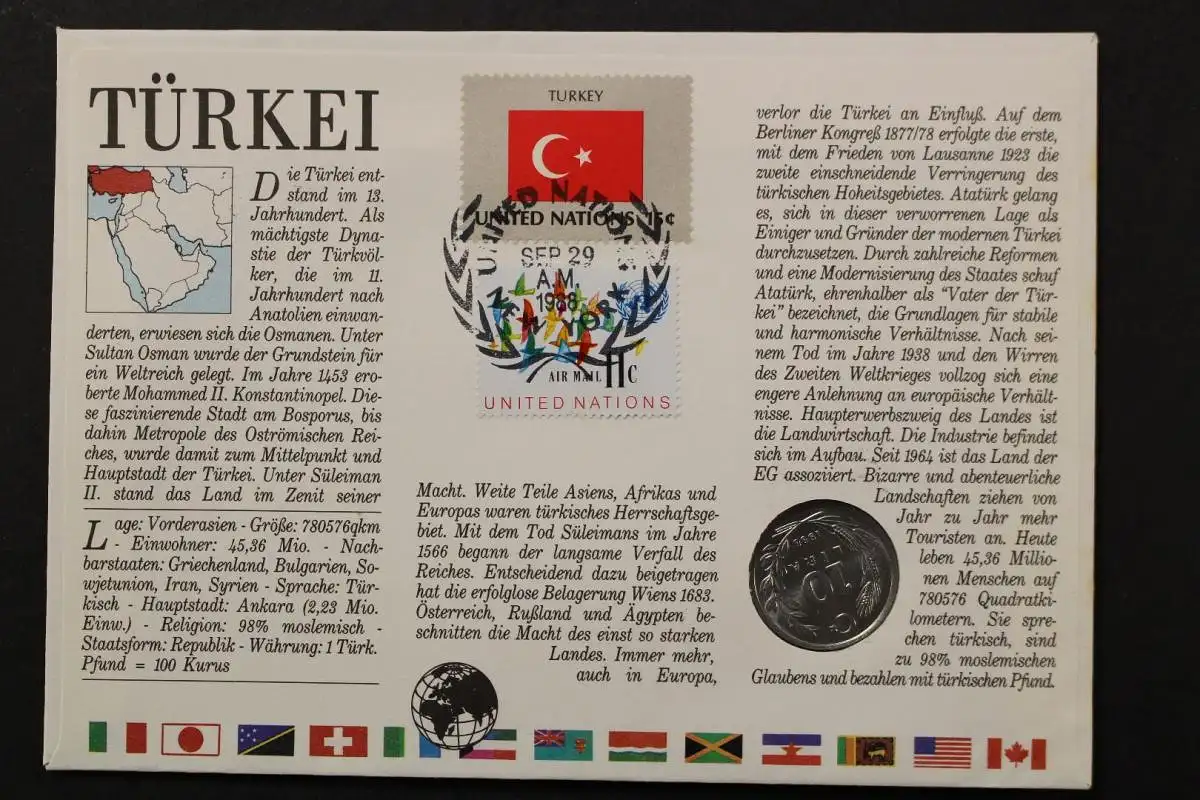 TÜRKEI
Die Türkei ent-
stand im 13.
Jahrhundert. Als
mächtigste Dyna-
stie der Türkvöl-
ker, die im 11.
Jahrhundert nach
Anatolien einwan-
derten, erwiesen sich die Osmanen. Unter
Sultan Osman wurde der Grundstein für
ein Weltreich gelegt. Im Jahre 1453 ero-
berte Mohammed II. Konstantinopel. Die-
se faszinierende Stadt am Bosporus, bis
dahin Metropole des Oströmischen Rei-
ches, wurde damit zum Mittelpunkt und
Hauptstadt der Türkei. Unter Süleiman
II. stand das Land im Zenit seiner
Lage: Vorderasien - Größe: 780576qkm
- Einwohner: 45,36 Mio. - Nach-
barstaaten: Griechenland, Bulgarien, So-
wjetunion, Iran, Syrien - Sprache: Tür-
kisch - Hauptstadt: Ankara (2,23 Mio.
Einw.) - Religion: 98% moslemisch -
Staatsform: Republik - Währung: 1 Türk.
Pfund = 100 Kurus
TURKEY
UNITED NATIONS 15¢
UNITED NATIONS
SEP 29
A.M.
1988
NEW YORK
AIR MAIL 11c
UNITED NATIONS
Macht. Weite Teile Asiens, Afrikas und
Europas waren türkisches Herrschaftsge-
biet. Mit dem Tod Süleimans im Jahre
1566 begann der langsame Verfall des
Reiches. Entscheidend dazu beigetragen
hat die erfolglose Belagerung Wiens 1683.
Österreich, Rußland und Ägypten be-
schnitten die Macht des einst so starken
Landes. Immer mehr,
auch in Europa,
verlor die Türkei an Einfluß. Auf dem
Berliner Kongreß 1877/78 erfolgte die erste,
mit dem Frieden von Lausanne 1923 die
zweite einschneidende Verringerung des
türkischen Hoheitsgebietes. Atatürk gelang
es, sich in dieser verworrenen Lage als
Einiger und Gründer der modernen Türkei
durchzusetzen. Durch zahlreiche Reformen
und eine Modernisierung des Staates schuf
Atatürk, ehrenhalber als “Vater der Tür-
kei” bezeichnet, die Grundlagen für stabile
und harmonische Verhältnisse. Nach sei-
nem Tod im Jahre 1938 und den Wirren
des Zweiten Weltkrieges vollzog sich eine
engere Anlehnung an europäische Verhält-
nisse. Haupterwerbszweig des Landes ist
die Landwirtschaft. Die Industrie befindet
sich im Aufbau. Seit 1964 ist das Land der
EG assoziiert. Bizarre und abenteuerliche
Landschaften ziehen von
Jahr zu Jahr mehr
Touristen an. Heute
leben 45,36 Millio-
nen Menschen auf
780576 Quadratki-
lometern. Sie spre-
chen türkisch, sind
zu 98% moslemischen
Glaubens und bezahlen mit türkischen Pfund.
10
LIRA